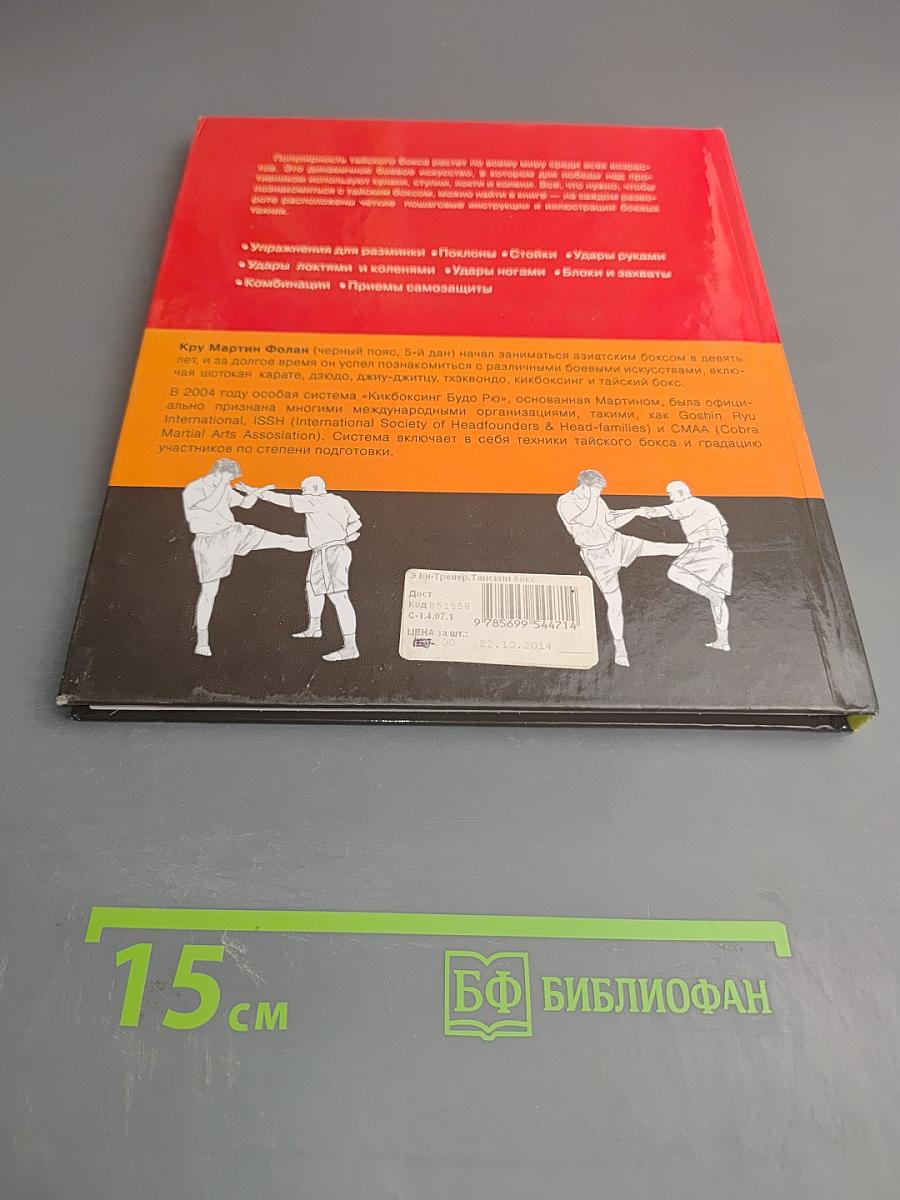 Популярность тайского бокса растет по всему миру среди всех возрас-
тов. Это динамичное боевое искусство, в котором для победы над про-
тивником используют кулаки, ступни, локти и колени. Все, что нужно, чтобы
познакомиться с тайским боксом, можно найти в книге — на каждом разво-
роте расположены четкие пошаговые инструкции и иллюстрации боевых
техник.
•Упражнения для разминки •Поклоны •Стойки •Удары руками
•Удары локтями и коленями •Удары ногами •Блоки и захваты
•Комбинации •Приемы самозащиты
Кру Мартин Фолан (черный пояс, 5-й дан) начал заниматься азиатским боксом в девять
лет, и за долгое время он успел познакомиться с различными боевыми искусствами, вклю-
чая шотокан карате, дзюдо, джиу-джитцу, тхэквондо, кикбоксинг и тайский бокс.
В 2004 году особая система «Кикбоксинг Будо Рю», основанная Мартином, была офици-
ально признана многими международными организациями, такими, как Goshin Ryu
International, ISSH (International Society of Headfounders & Head-families) и CMAA (Cobra
Martial Arts Assosiation). Система включает в себя техники тайского бокса и градацию
участников по степени подготовки.
Э.Кн-Тренер.Тайский бокс
Дост
Код 851558
С-1.4.07.1
9 785699 544714
ЦЕНА за шт.:
.00 22.10.2014
15 см
БФ БИБЛИОФАН